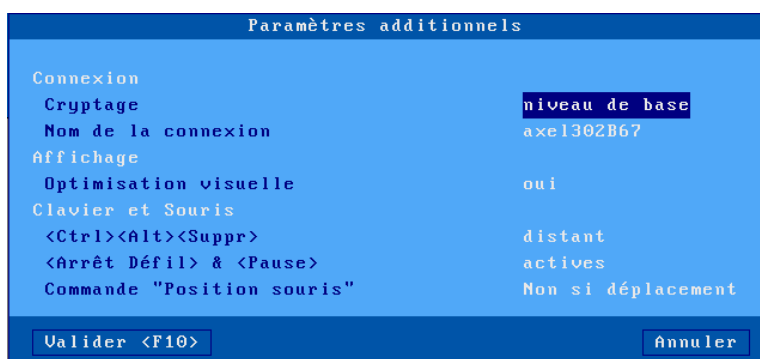 Paramètres additionnels
Connexion
Cryptage niveau de base
Nom de la connexion axel302B67
Affichage
Optimisation visuelle oui
Clavier et Souris
<Ctrl><Alt><Suppr> distant
<Arrêt Défil> & <Pause> actives
Commande "Position souris" Non si déplacement
Valider <F10> Annuler